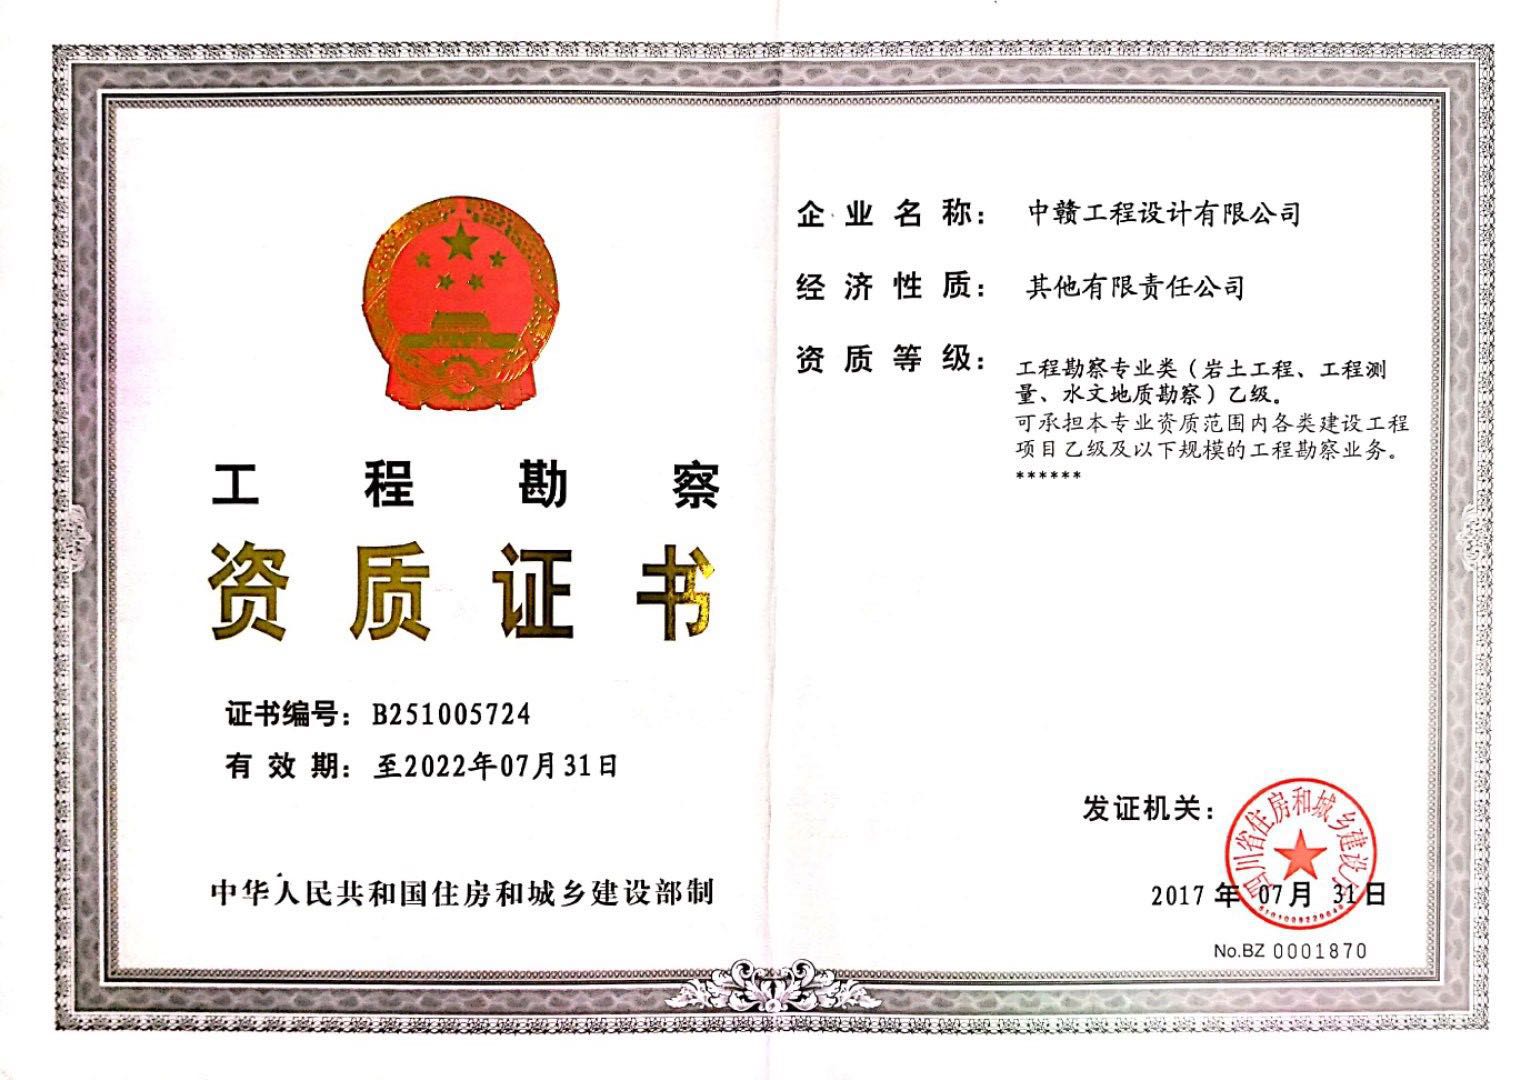 工程勘察
资质证书
证书编号：B251005724
有效期：至2022年07月31日
中华人民共和国住房和城乡建设部制
企业名称：中赣工程设计有限公司
经济性质：其他有限责任公司
资质等级：工程勘察专业类（岩土工程、工程测
量、水文地质勘察）乙级。
可承担本专业资质范围内各类建设工程
项目乙级及以下规模的工程勘察业务。
******
发证机关：
四川省住房和城乡建设厅
2017年07月31日
No.BZ 0001870